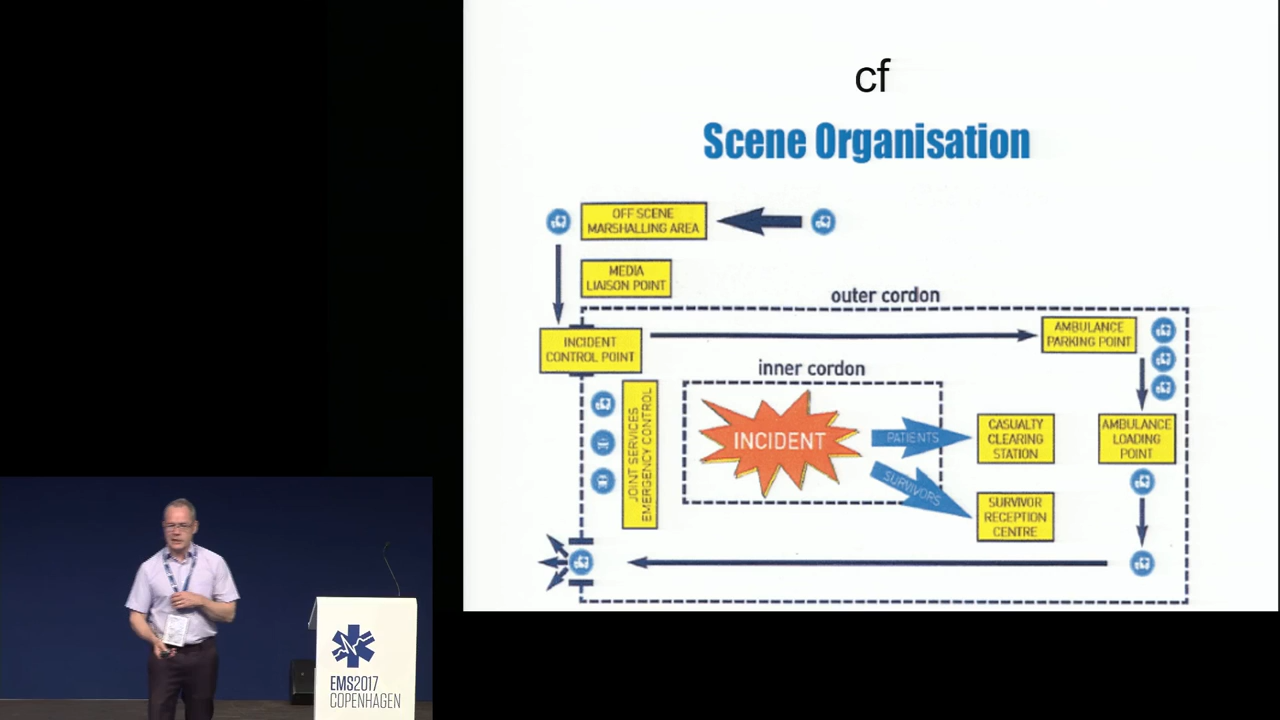 cf
Scene Organisation
OFF SCENE
MARSHALLING AREA
MEDIA
LIAISON POINT
outer cordon
INCIDENT
CONTROL POINT
AMBULANCE
PARKING POINT
inner cordon
JOINT SERVICES
EMERGENCY CONTROL
INCIDENT
PATIENTS
SURVIVORS
CASUALTY
CLEARING
STATION
AMBULANCE
LOADING
POINT
SURVIVOR
RECEPTION
CENTRE
EMS2017
COPENHAGEN